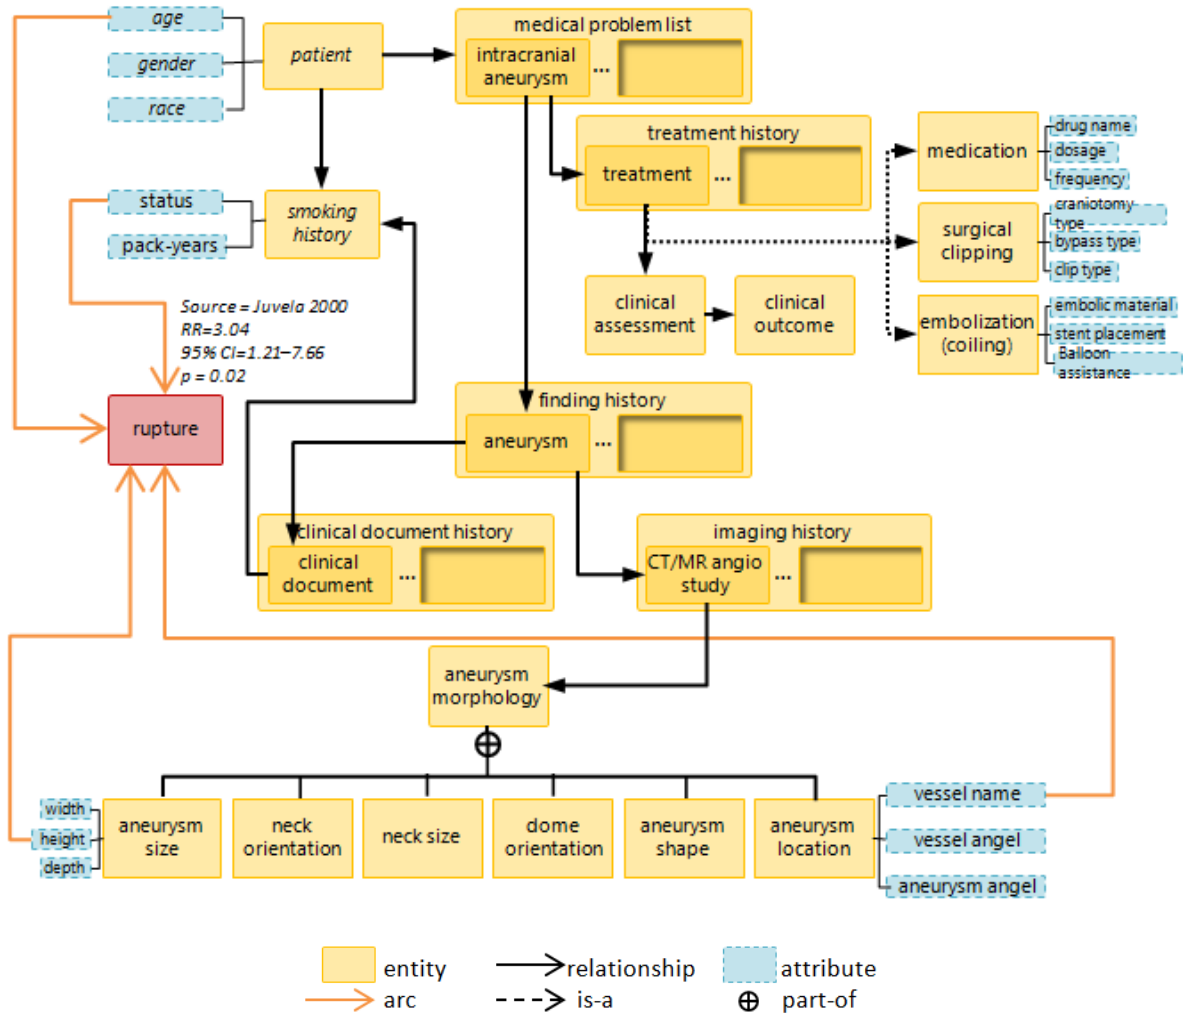 age
gender
race
patient
medical problem list
intracranial
aneurysm
...
treatment history
treatment
...
medication
drug name
dosage
frequency
surgical
clipping
craniotomy
type
bypass type
clip type
embolization
(coiling)
embolic material
stent placement
Balloon
assistance
status
pack-years
smoking
history
clinical
assessment
clinical
outcome
Source = Juvela 2000
RR=3.04
95% CI=1.21–7.66
p = 0.02
rupture
finding history
aneurysm
...
clinical document history
clinical
document
...
imaging history
CT/MR angio
study
...
aneurysm
morphology
width
height
depth
aneurysm
size
neck
orientation
neck size
dome
orientation
aneurysm
shape
aneurysm
location
vessel name
vessel angel
aneurysm angel
entity
relationship
attribute
arc
is-a
part-of